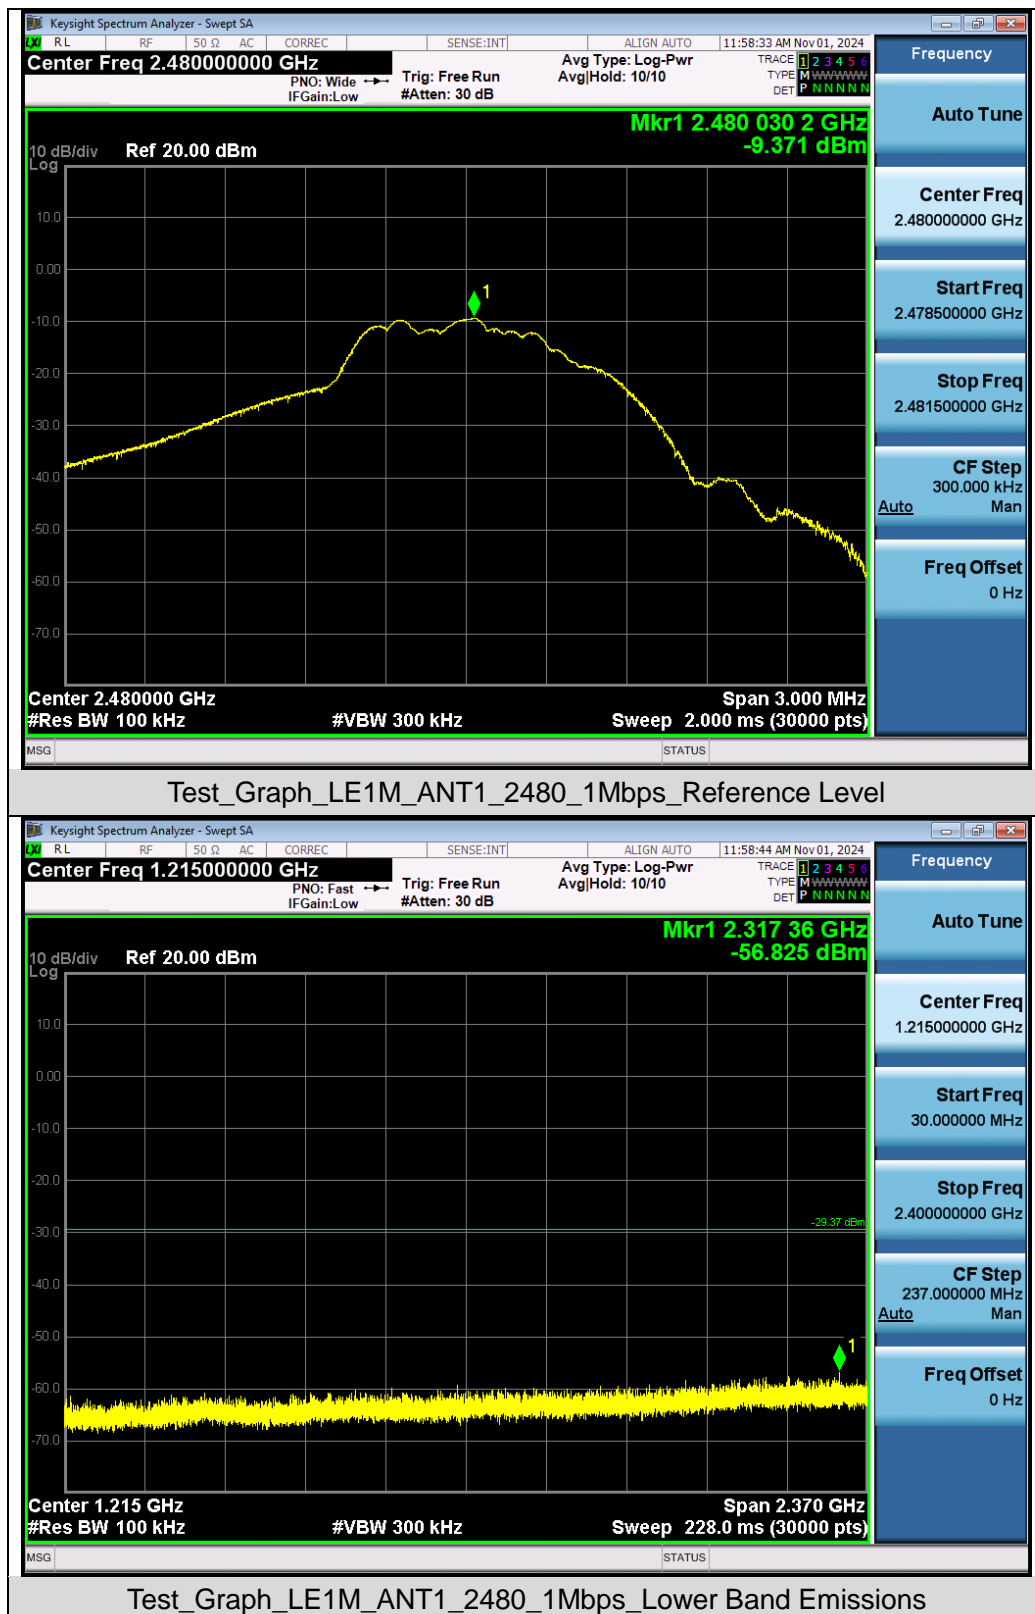 Keysight Spectrum Analyzer - Swept SA
LXI RL RF 50 Ω AC CORREC SENSE:INT ALIGN AUTO 11:58:33 AM Nov 01, 2024
Center Freq 2.480000000 GHz
PNO: Wide
IFGain:Low
Trig: Free Run
#Atten: 30 dB
Avg Type: Log-Pwr
Avg|Hold: 10/10
TRACE 1 2 3 4 5 6
TYPE M WWWWW
DET P N N N N N
Mkr1 2.480 030 2 GHz
-9.371 dBm
10 dB/div Ref 20.00 dBm
Log
10.0
0.00
1
-10.0
-20.0
-30.0
-40.0
-50.0
-60.0
-70.0
Center 2.480000 GHz Span 3.000 MHz
#Res BW 100 kHz #VBW 300 kHz Sweep 2.000 ms (30000 pts)
MSG STATUS
Frequency
Auto Tune
Center Freq
2.480000000 GHz
Start Freq
2.478500000 GHz
Stop Freq
2.481500000 GHz
CF Step
300.000 kHz
Auto Man
Freq Offset
0 Hz
Test_Graph_LE1M_ANT1_2480_1Mbps_Reference Level
Keysight Spectrum Analyzer - Swept SA
LXI RL RF 50 Ω AC CORREC SENSE:INT ALIGN AUTO 11:58:44 AM Nov 01, 2024
Center Freq 1.215000000 GHz
PNO: Fast
IFGain:Low
Trig: Free Run
#Atten: 30 dB
Avg Type: Log-Pwr
Avg|Hold: 10/10
TRACE 1 2 3 4 5 6
TYPE M WWWWW
DET P N N N N N
Mkr1 2.317 36 GHz
-56.825 dBm
10 dB/div Ref 20.00 dBm
Log
10.0
0.00
-10.0
-20.0
-29.37 dBm
-30.0
-40.0
-50.0
1
-60.0
-70.0
Center 1.215 GHz Span 2.370 GHz
#Res BW 100 kHz #VBW 300 kHz Sweep 228.0 ms (30000 pts)
MSG STATUS
Frequency
Auto Tune
Center Freq
1.215000000 GHz
Start Freq
30.000000 MHz
Stop Freq
2.400000000 GHz
CF Step
237.000000 MHz
Auto Man
Freq Offset
0 Hz
Test_Graph_LE1M_ANT1_2480_1Mbps_Lower Band Emissions